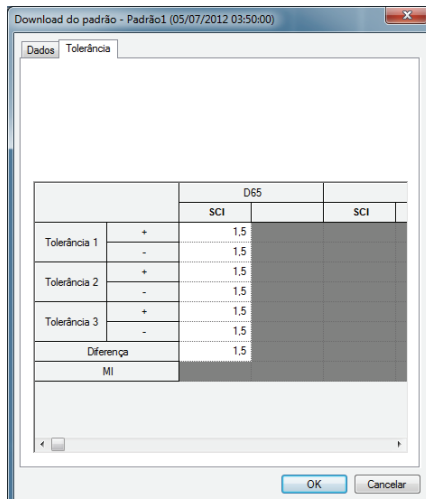 Download do padrão - Padrão1 (05/07/2012 03:50:00)
Dados Tolerância
D65
SCI SCI
Tolerância 1 + 1,5
- 1,5
Tolerância 2 + 1,5
- 1,5
Tolerância 3 + 1,5
- 1,5
Diferença 1,5
MI
OK Cancelar